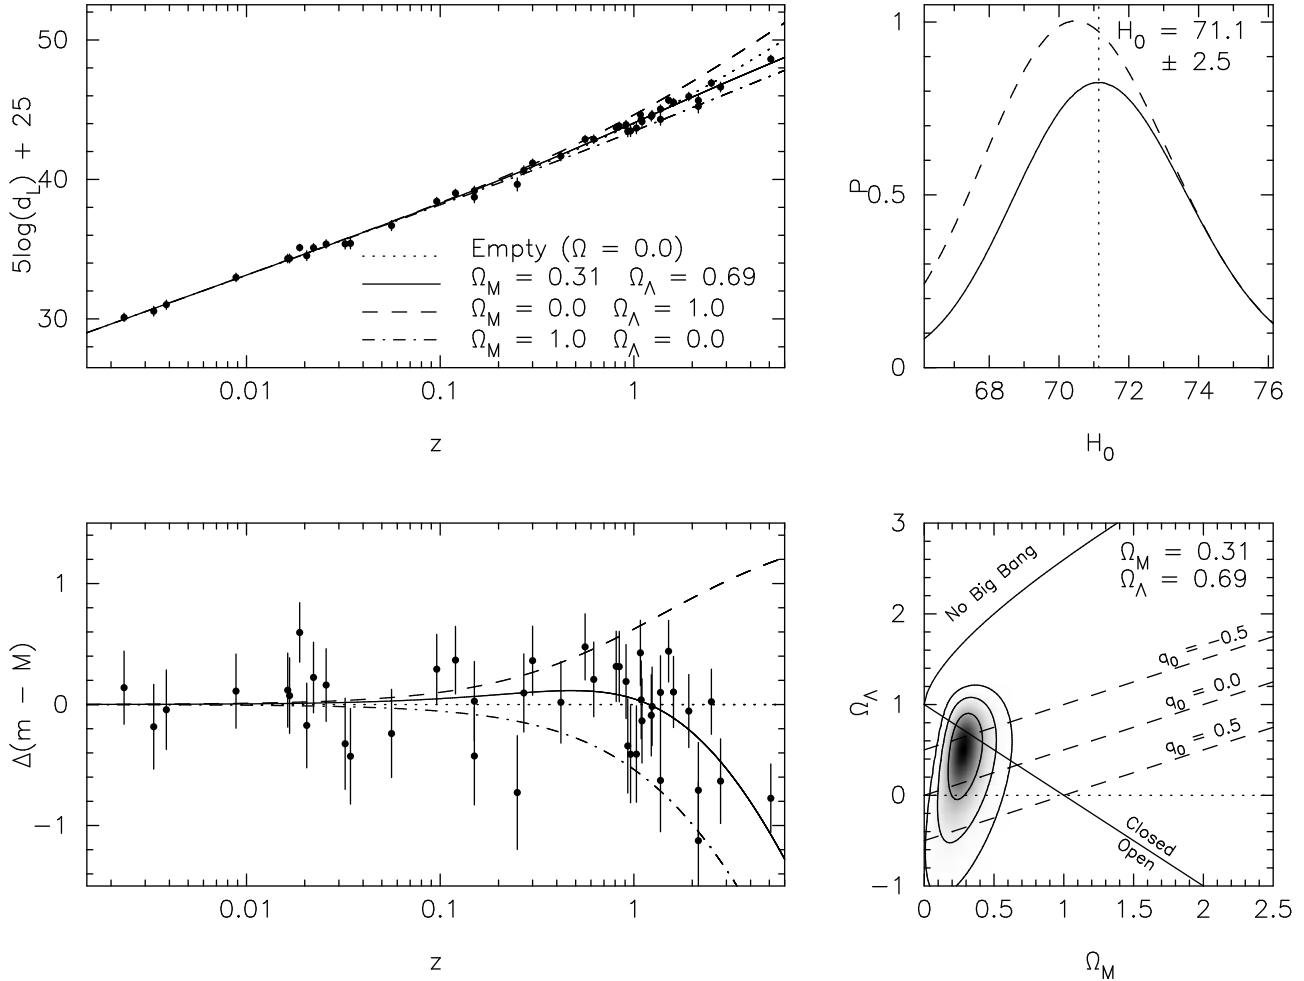 50
40
30
5log(d_L) + 25
0.01
0.1
1
z
Empty (Ω = 0.0)
Ω_M = 0.31 Ω_Λ = 0.69
Ω_M = 0.0 Ω_Λ = 1.0
Ω_M = 1.0 Ω_Λ = 0.0
1
0.5
0
P
H_0 = 71.1
± 2.5
68
70
72
74
76
H_0
1
0
−1
Δ(m − M)
0.01
0.1
1
z
3
2
1
0
−1
Ω_Λ
Ω_M = 0.31
Ω_Λ = 0.69
No Big Bang
q_0 = −0.5
q_0 = 0.0
q_0 = 0.5
Closed
Open
0
0.5
1
1.5
2
2.5
Ω_M